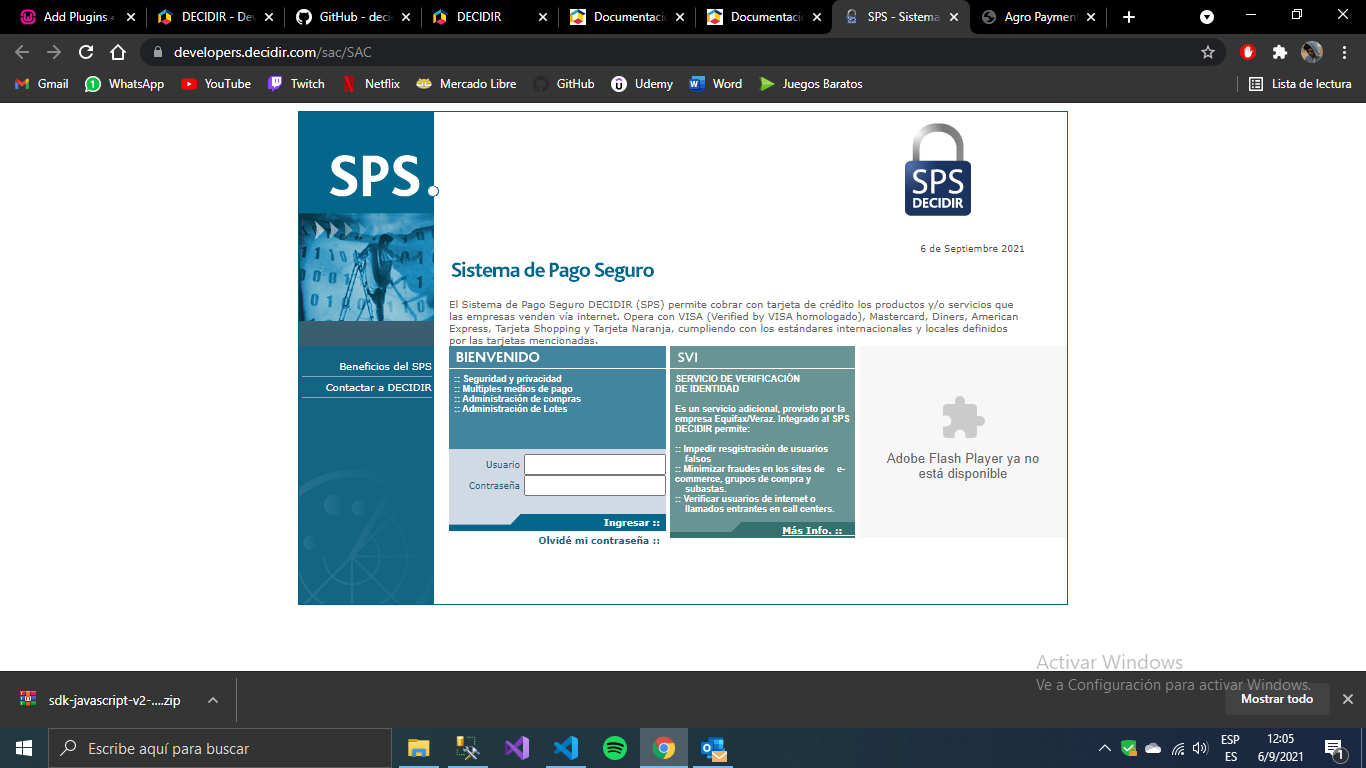 Add Plugins ‹
DECIDIR - Dev
GitHub - deci
DECIDIR
Documentaci
Documentaci
SPS - Sistema
Agro Paymen
developers.decidir.com/sac/SAC
Gmail
WhatsApp
YouTube
Twitch
Netflix
Mercado Libre
GitHub
Udemy
Word
Juegos Baratos
Lista de lectura
SPS.
SPS
DECIDIR
6 de Septiembre 2021
Sistema de Pago Seguro
El Sistema de Pago Seguro DECIDIR (SPS) permite cobrar con tarjeta de crédito los productos y/o servicios que
las empresas venden vía internet. Opera con VISA (Verified by VISA homologado), Mastercard, Diners, American
Express, Tarjeta Shopping y Tarjeta Naranja, cumpliendo con los estándares internacionales y locales definidos
por las tarjetas mencionadas.
Beneficios del SPS
Contactar a DECIDIR
BIENVENIDO
:: Seguridad y privacidad
:: Multiples medios de pago
:: Administración de compras
:: Administración de Lotes
Usuario
Contraseña
Ingresar ::
Olvidé mi contraseña ::
SVI
SERVICIO DE VERIFICACIÓN
DE IDENTIDAD
Es un servicio adicional, provisto por la
empresa Equifax/Veraz. Integrado al SPS
DECIDIR permite:
:: Impedir resgistración de usuarios
falsos
:: Minimizar fraudes en los sites de e-
commerce, grupos de compra y
subastas.
:: Verificar usuarios de internet o
llamados entrantes en call centers.
Más Info. ::
Adobe Flash Player ya no
está disponible
Activar Windows
Ve a Configuración para activar Windows.
sdk-javascript-v2-....zip
Mostrar todo
Escribe aquí para buscar
ESP
ES
12:05
6/9/2021
1